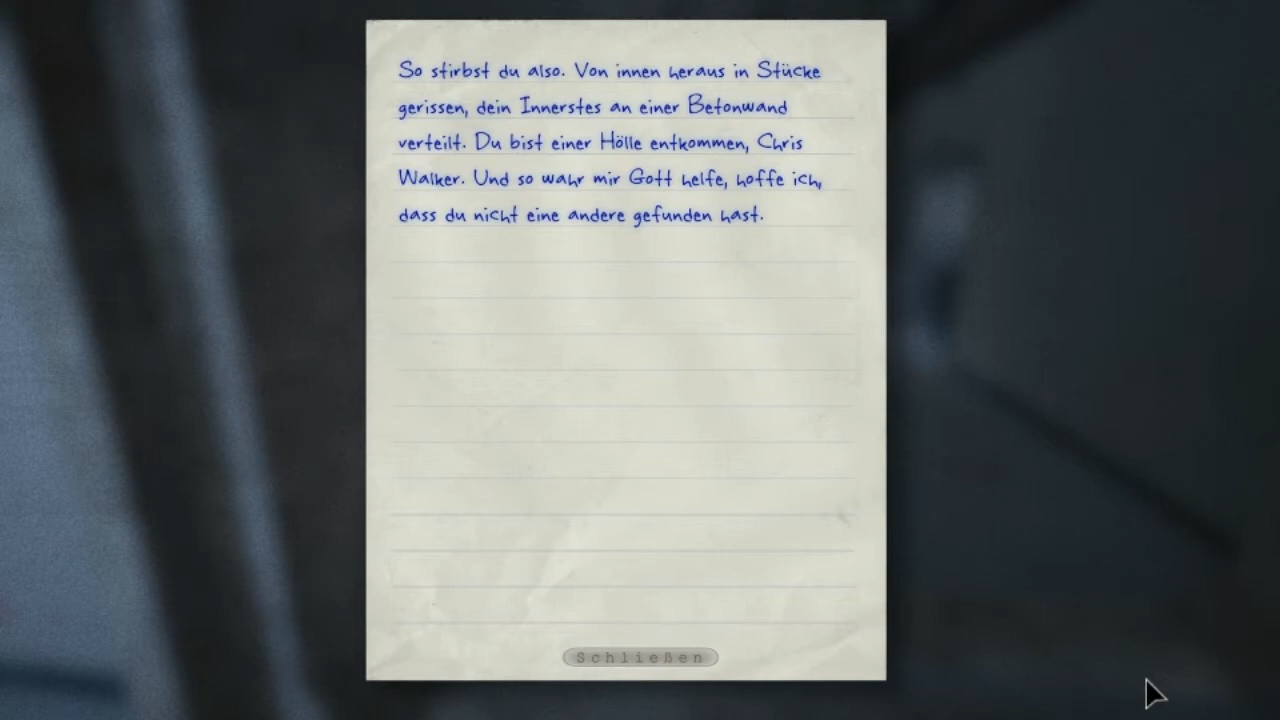 So stirbst du also. Von innen heraus in Stücke
gerissen, dein Innerstes an einer Betonwand
verteilt. Du bist einer Hölle entkommen, Chris
Walker. Und so wahr mir Gott helfe, hoffe ich,
dass du nicht eine andere gefunden hast.
Schließen